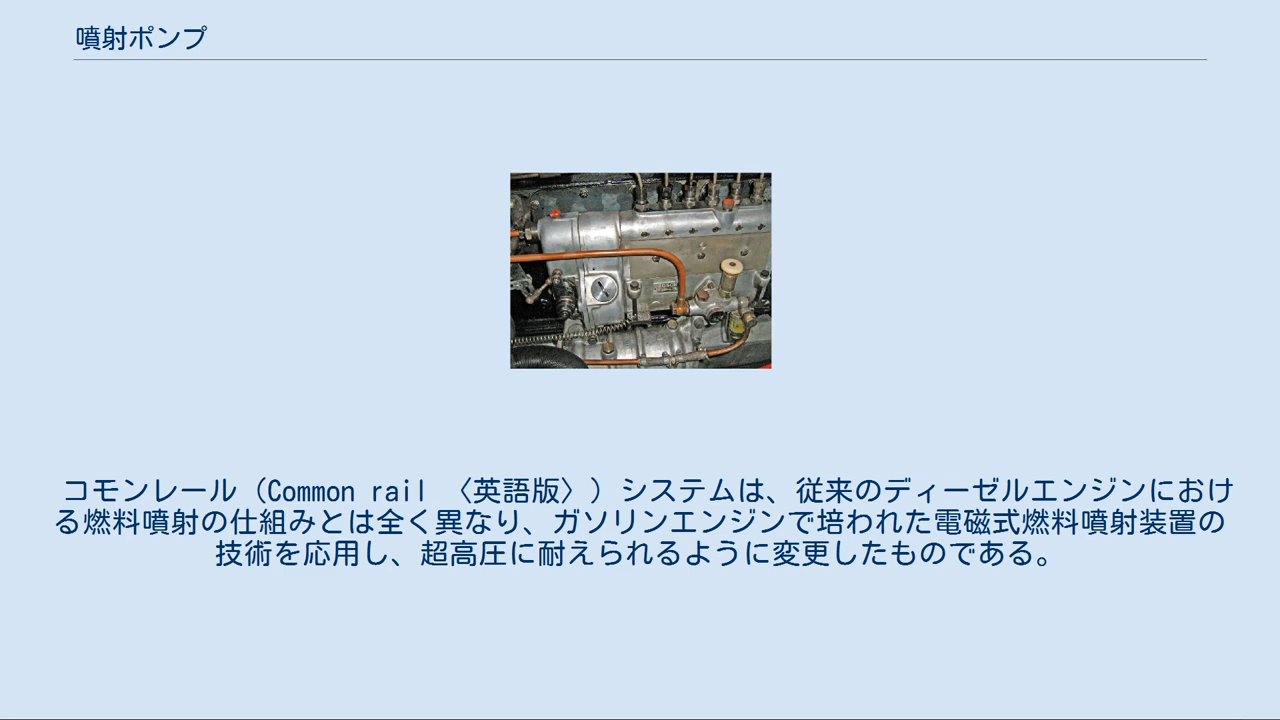 噴射ポンプ
コモンレール（Common rail 〈英語版〉）システムは、従来のディーゼルエンジンにおけ
る燃料噴射の仕組みとは全く異なり、ガソリンエンジンで培われた電磁式燃料噴射装置の
技術を応用し、超高圧に耐えられるように変更したものである。